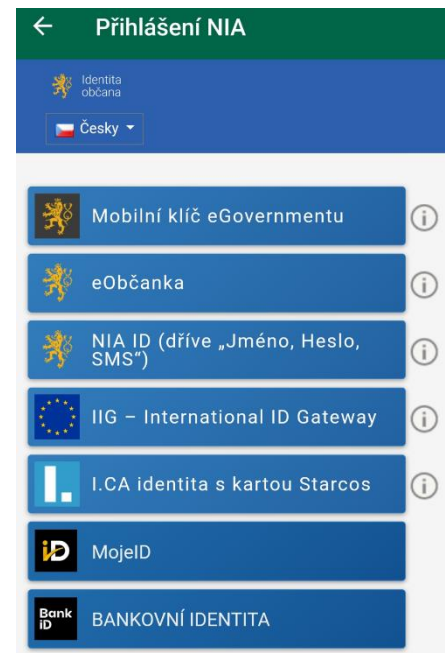 Přihlášení NIA
Identita
občana
Česky
Mobilní klíč eGovernmentu
eObčanka
NIA ID (dříve „Jméno, Heslo,
SMS“)
IIG – International ID Gateway
I.CA identita s kartou Starcos
iD
MojeID
Bank
iD
BANKOVNÍ IDENTITA